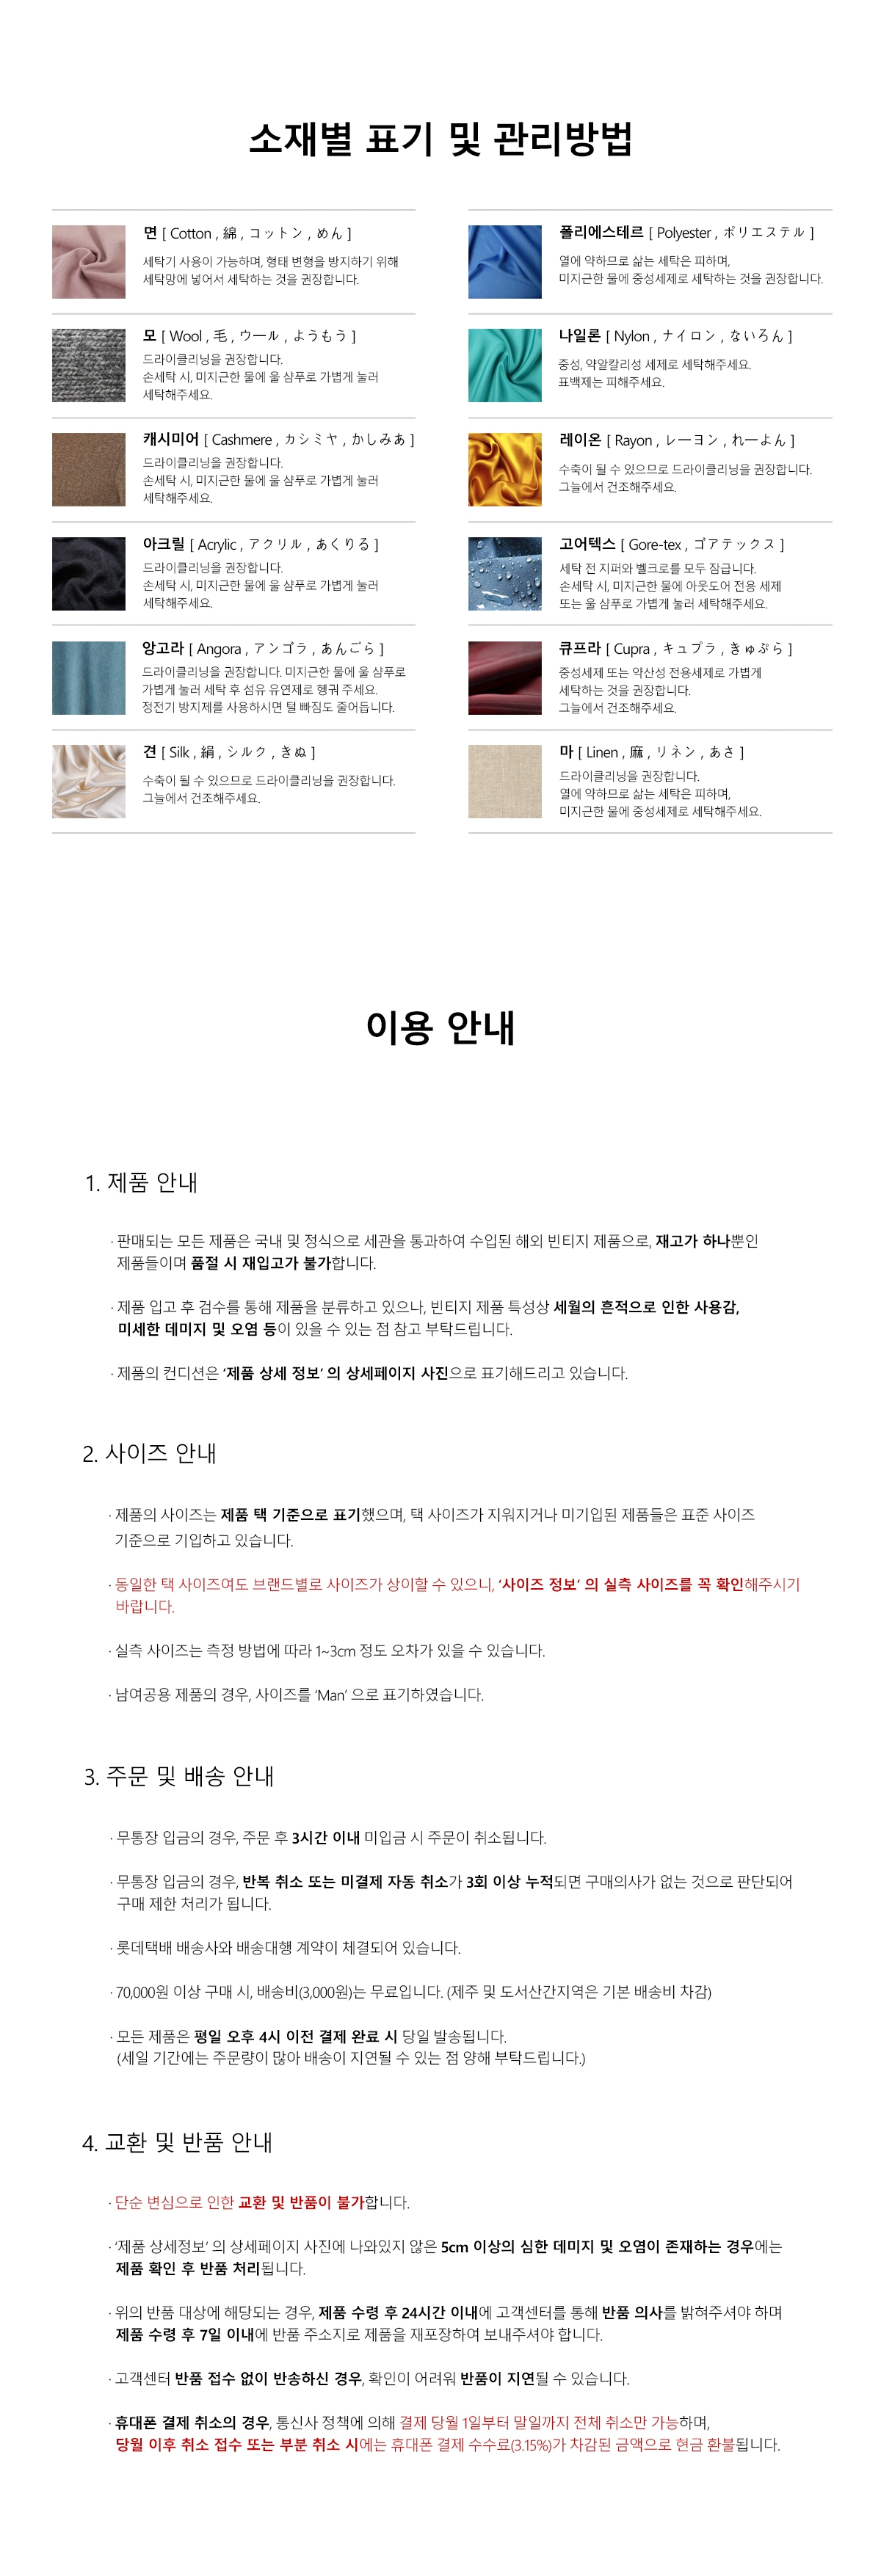 소재별 표기 및 관리방법
면 [ Cotton , 綿 , コットン , めん ]
세탁기 사용이 가능하며, 형태 변형을 방지하기 위해
세탁망에 넣어서 세탁하는 것을 권장합니다.
모 [ Wool , 毛 , ウール , ようもう ]
드라이클리닝을 권장합니다.
손세탁 시, 미지근한 물에 울 샴푸로 가볍게 눌러
세탁해주세요.
캐시미어 [ Cashmere , カシミヤ , かしみあ ]
드라이클리닝을 권장합니다.
손세탁 시, 미지근한 물에 울 샴푸로 가볍게 눌러
세탁해주세요.
아크릴 [ Acrylic , アクリル , あくりる ]
드라이클리닝을 권장합니다.
손세탁 시, 미지근한 물에 울 샴푸로 가볍게 눌러
세탁해주세요.
앙고라 [ Angora , アンゴラ , あんごら ]
드라이클리닝을 권장합니다. 미지근한 물에 울 샴푸로
가볍게 눌러 세탁 후 섬유 유연제로 헹궈 주세요.
정전기 방지제를 사용하시면 털 빠짐도 줄어듭니다.
견 [ Silk , 絹 , シルク , きぬ ]
수축이 될 수 있으므로 드라이클리닝을 권장합니다.
그늘에서 건조해주세요.
폴리에스테르 [ Polyester , ポリエステル ]
열에 약하므로 삶는 세탁은 피하며,
미지근한 물에 중성세제로 세탁하는 것을 권장합니다.
나일론 [ Nylon , ナイロン , ないろん ]
중성, 약알칼리성 세제로 세탁해주세요.
표백제는 피해주세요.
레이온 [ Rayon , レーヨン , れーよん ]
수축이 될 수 있으므로 드라이클리닝을 권장합니다.
그늘에서 건조해주세요.
고어텍스 [ Gore-tex , ゴアテックス ]
세탁 전 지퍼와 벨크로를 모두 잠급니다.
손세탁 시, 미지근한 물에 아웃도어 전용 세제
또는 울 샴푸로 가볍게 눌러 세탁해주세요.
큐프라 [ Cupra , キュプラ , きゅぷら ]
중성세제 또는 약산성 전용세제로 가볍게
세탁하는 것을 권장합니다.
그늘에서 건조해주세요.
마 [ Linen , 麻 , リネン , あさ ]
드라이클리닝을 권장합니다.
열에 약하므로 삶는 세탁은 피하며,
미지근한 물에 중성세제로 세탁해주세요.
이용 안내
1. 제품 안내
· 판매되는 모든 제품은 국내 및 정식으로 세관을 통과하여 수입된 해외 빈티지 제품으로, 재고가 하나뿐인
제품들이며 품절 시 재입고가 불가합니다.
· 제품 입고 후 검수를 통해 제품을 분류하고 있으나, 빈티지 제품 특성상 세월의 흔적으로 인한 사용감,
미세한 데미지 및 오염 등이 있을 수 있는 점 참고 부탁드립니다.
· 제품의 컨디션은 ‘제품 상세 정보’ 의 상세페이지 사진으로 표기해드리고 있습니다.
2. 사이즈 안내
· 제품의 사이즈는 제품 택 기준으로 표기했으며, 택 사이즈가 지워지거나 미기입된 제품들은 표준 사이즈
기준으로 기입하고 있습니다.
· 동일한 택 사이즈여도 브랜드별로 사이즈가 상이할 수 있으니, ‘사이즈 정보’ 의 실측 사이즈를 꼭 확인해주시기
바랍니다.
· 실측 사이즈는 측정 방법에 따라 1~3cm 정도 오차가 있을 수 있습니다.
· 남여공용 제품의 경우, 사이즈를 ‘Man’ 으로 표기하였습니다.
3. 주문 및 배송 안내
· 무통장 입금의 경우, 주문 후 3시간 이내 미입금 시 주문이 취소됩니다.
· 무통장 입금의 경우, 반복 취소 또는 미결제 자동 취소가 3회 이상 누적되면 구매의사가 없는 것으로 판단되어
구매 제한 처리가 됩니다.
· 롯데택배 배송사와 배송대행 계약이 체결되어 있습니다.
· 70,000원 이상 구매 시, 배송비(3,000원)는 무료입니다. (제주 및 도서산간지역은 기본 배송비 차감)
· 모든 제품은 평일 오후 4시 이전 결제 완료 시 당일 발송됩니다.
(세일 기간에는 주문량이 많아 배송이 지연될 수 있는 점 양해 부탁드립니다.)
4. 교환 및 반품 안내
· 단순 변심으로 인한 교환 및 반품이 불가합니다.
· ‘제품 상세정보’ 의 상세페이지 사진에 나와있지 않은 5cm 이상의 심한 데미지 및 오염이 존재하는 경우에는
제품 확인 후 반품 처리됩니다.
· 위의 반품 대상에 해당되는 경우, 제품 수령 후 24시간 이내에 고객센터를 통해 반품 의사를 밝혀주셔야 하며
제품 수령 후 7일 이내에 반품 주소지로 제품을 재포장하여 보내주셔야 합니다.
· 고객센터 반품 접수 없이 반송하신 경우, 확인이 어려워 반품이 지연될 수 있습니다.
· 휴대폰 결제 취소의 경우, 통신사 정책에 의해 결제 당월 1일부터 말일까지 전체 취소만 가능하며,
당월 이후 취소 접수 또는 부분 취소 시에는 휴대폰 결제 수수료(3.15%)가 차감된 금액으로 현금 환불됩니다.